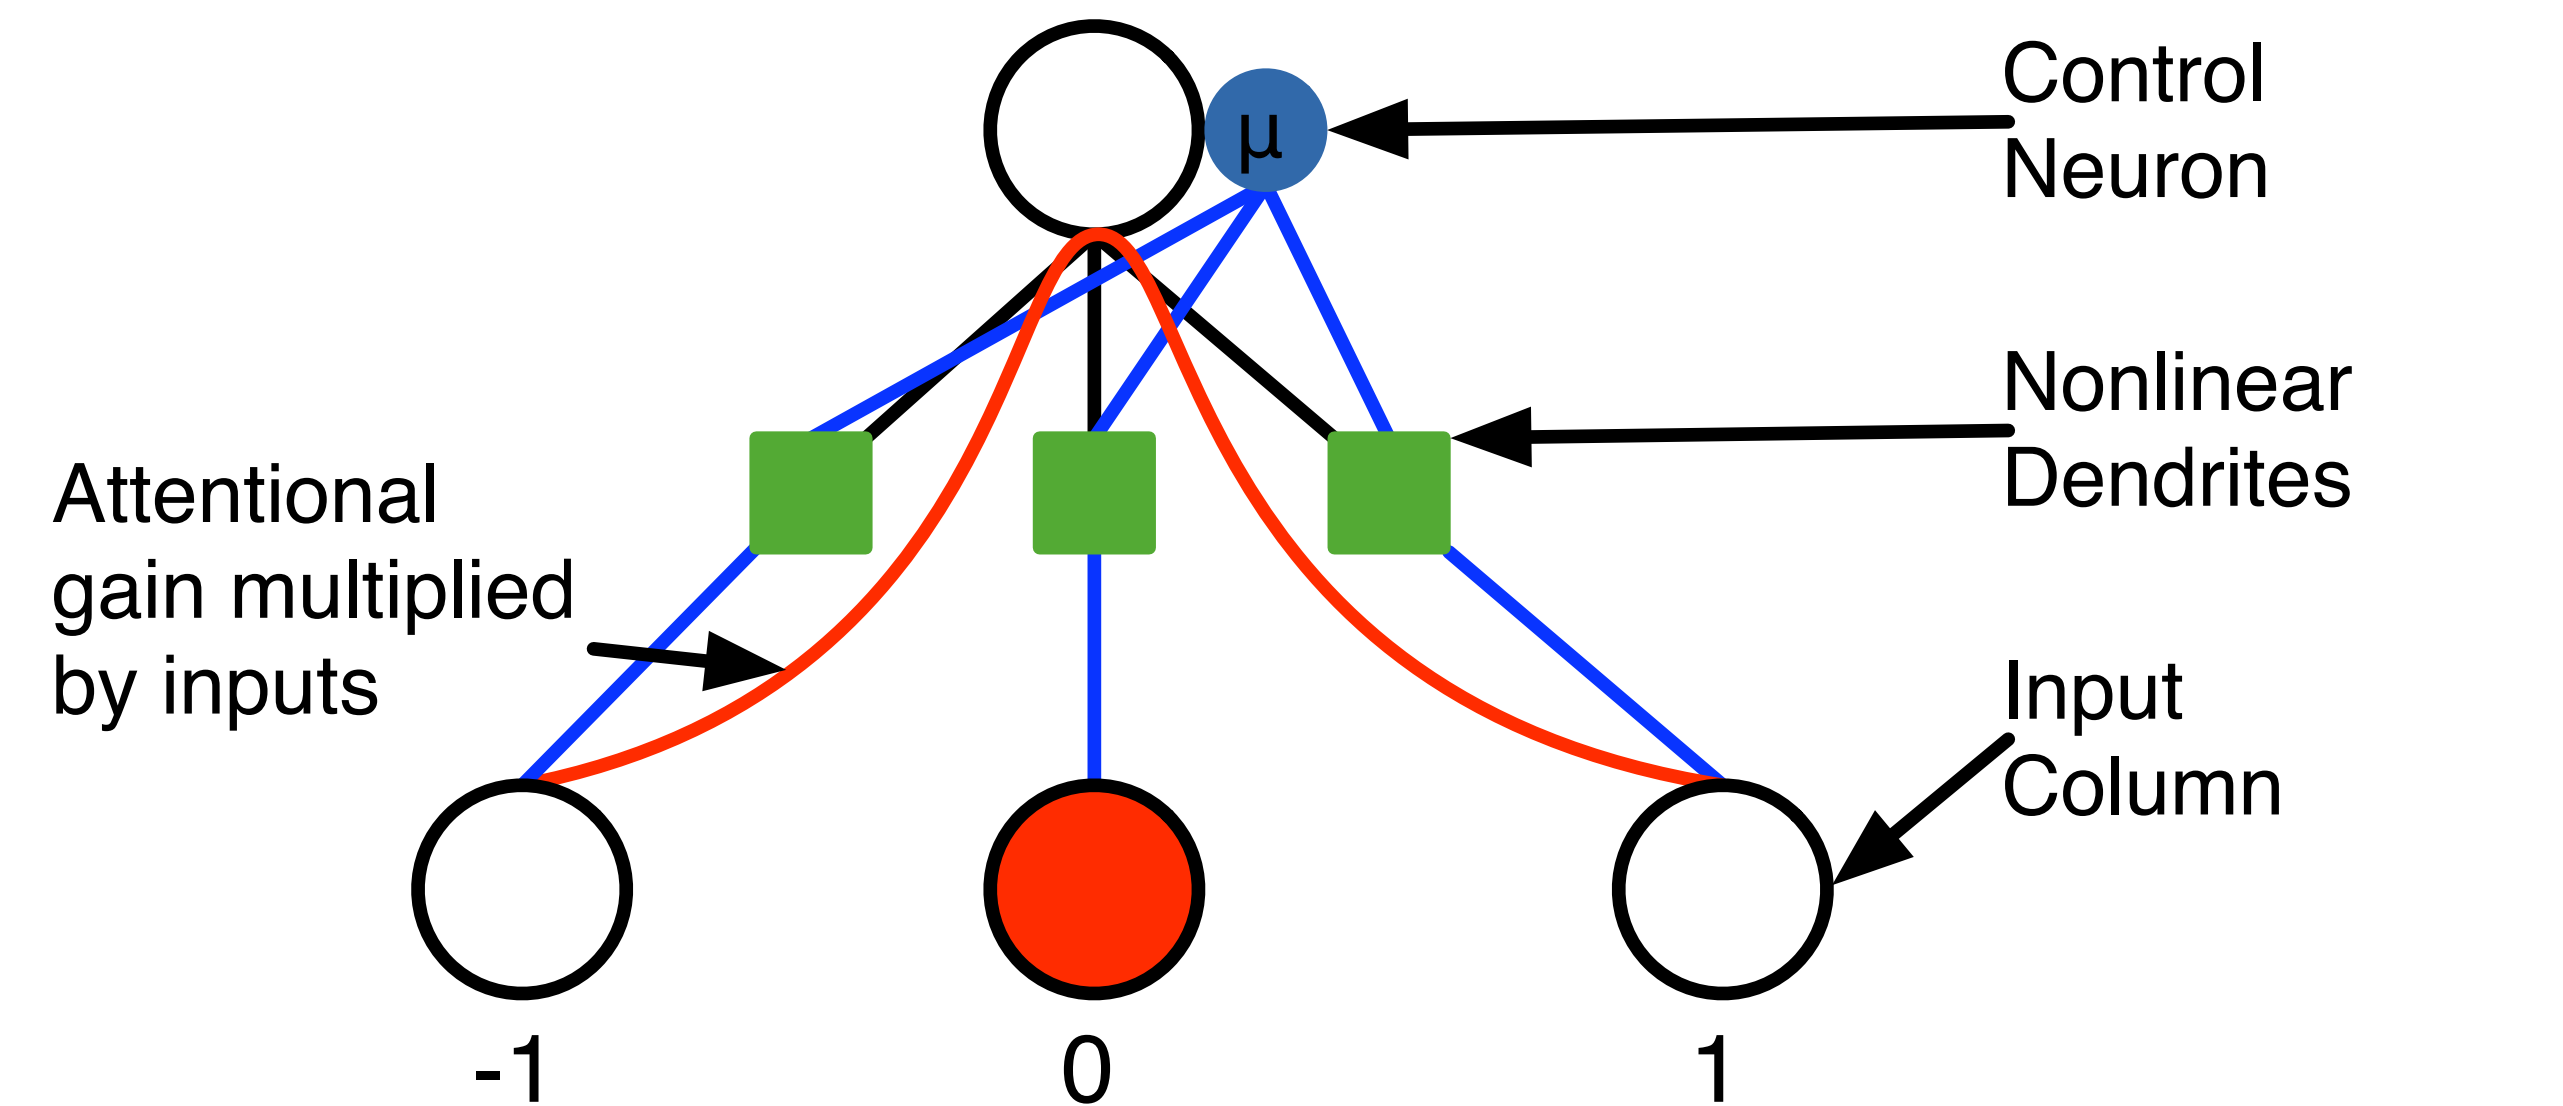 μ
Control
Neuron
Nonlinear
Dendrites
Attentional
gain multiplied
by inputs
Input
Column
-1
0
1